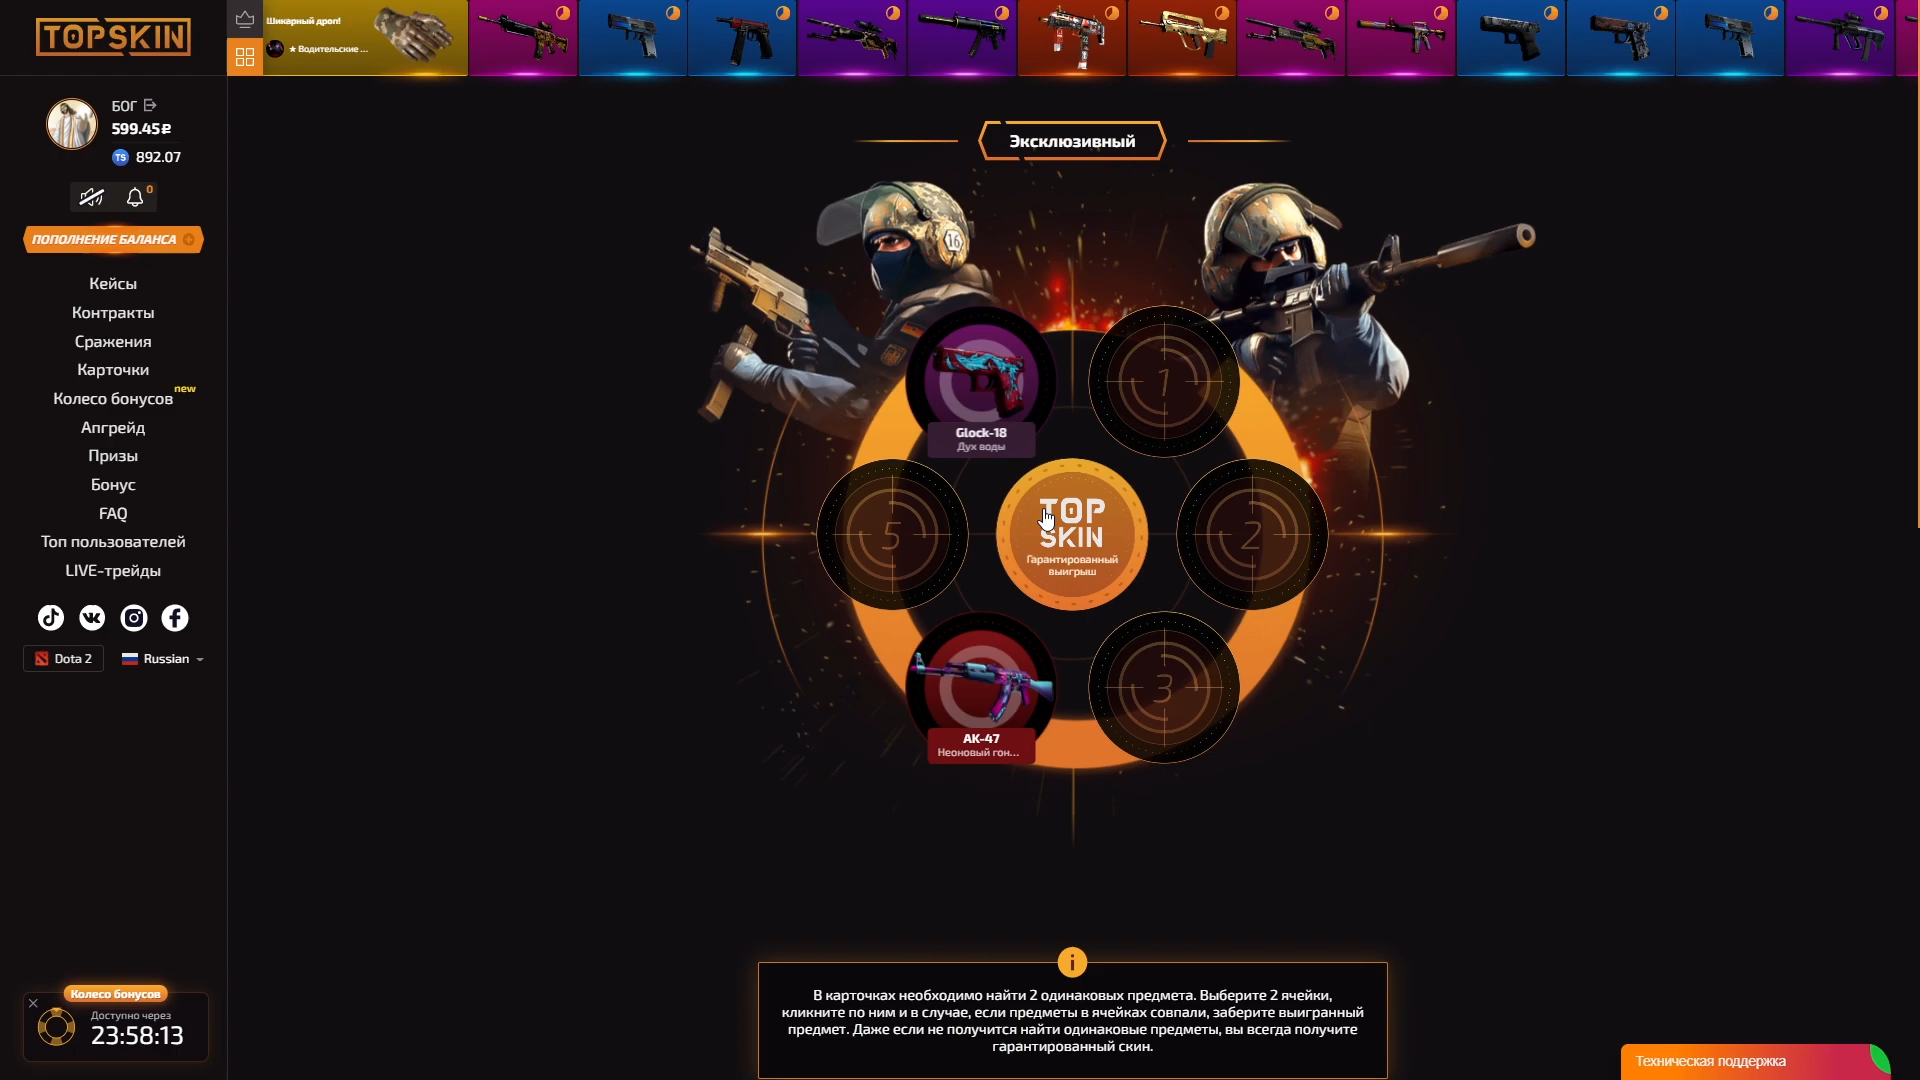 TOPSKIN
Шикарный дроп!
★ Водительские ...
БОГ
599.45₽
TS 892.07
0
ПОПОЛНЕНИЕ БАЛАНСА
Кейсы
Контракты
Сражения
Карточки
Колесо бонусов new
Апгрейд
Призы
Бонус
FAQ
Топ пользователей
LIVE-трейды
Dota 2
Russian
Колесо бонусов
Доступно через
23:58:13
Эксклюзивный
16
Glock-18
Дух воды
1
5
TOP
SKIN
Гарантированный
выигрыш
2
AK-47
Неоновый гон...
3
i
В карточках необходимо найти 2 одинаковых предмета. Выберите 2 ячейки,
кликните по ним и в случае, если предметы в ячейках совпали, заберите выигранный
предмет. Даже если не получится найти одинаковые предметы, вы всегда получите
гарантированный скин.
Техническая поддержка